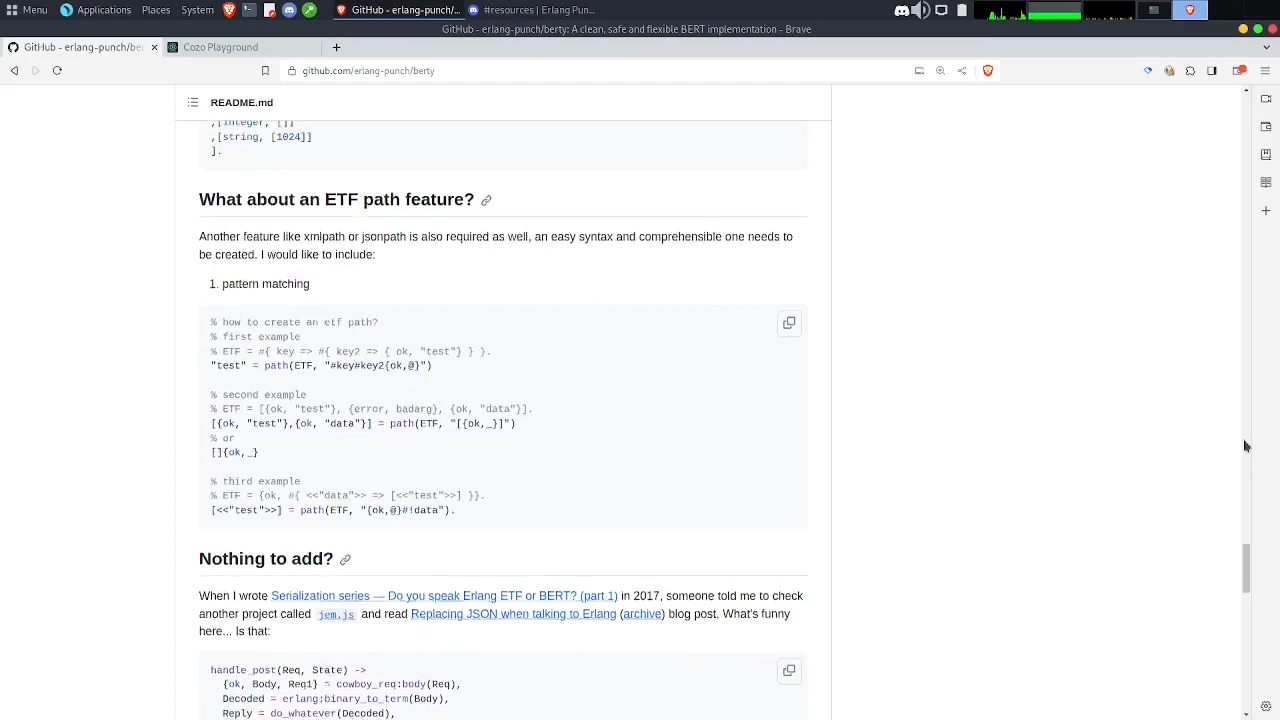 Menu Applications Places System GitHub - erlang-punch/... #resources | Erlang Pun...
GitHub - erlang-punch/berty: A clean, safe and flexible BERT implementation - Brave
GitHub - erlang-punch/be Cozo Playground
github.com/erlang-punch/berty
README.md
,[integer, []]
,[string, [1024]]
].
What about an ETF path feature?
Another feature like xmlpath or jsonpath is also required as well, an easy syntax and comprehensible one needs to
be created. I would like to include:
1. pattern matching
% how to create an etf path?
% first example
% ETF = #{ key => #{ key2 => { ok, "test"} } }.
"test" = path(ETF, "#key#key2{ok,@}")
% second example
% ETF = [{ok, "test"}, {error, badarg}, {ok, "data"}].
[{ok, "test"},{ok, "data"}] = path(ETF, "[{ok,_}]")
% or
[]{ok,_}
% third example
% ETF = {ok, #{ <<"data">> => [<<"test">>] }}.
[<<"test">>] = path(ETF, "{ok,@}#!data").
Nothing to add?
When I wrote Serialization series — Do you speak Erlang ETF or BERT? (part 1) in 2017, someone told me to check
another project called jem.js and read Replacing JSON when talking to Erlang (archive) blog post. What's funny
here... Is that:
handle_post(Req, State) ->
{ok, Body, Req1} = cowboy_req:body(Req),
Decoded = erlang:binary_to_term(Body),
Reply = do_whatever(Decoded),